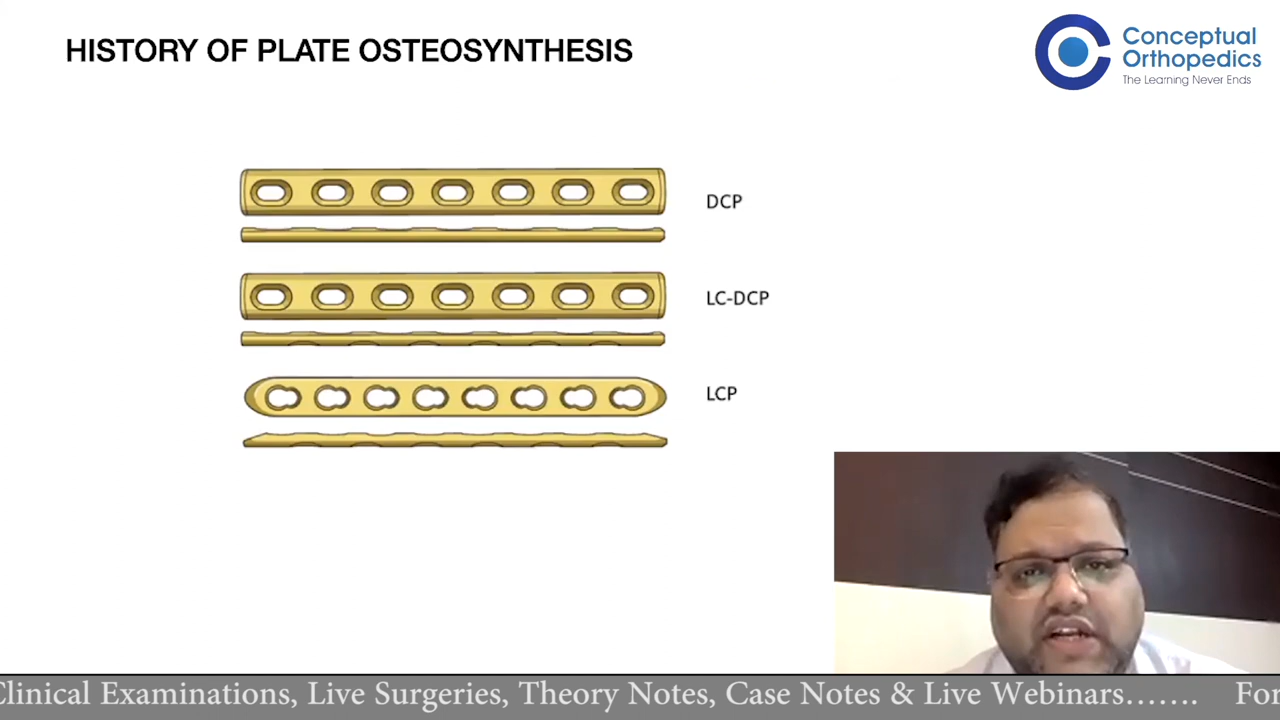 HISTORY OF PLATE OSTEOSYNTHESIS
Conceptual
Orthopedics
The Learning Never Ends
DCP
LC-DCP
LCP
Clinical Examinations, Live Surgeries, Theory Notes, Case Notes & Live Webinars....... For